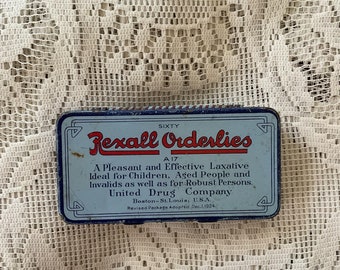 SIXTY
Rexall Orderlies
A17
A Pleasant and Effective Laxative
Ideal for Children, Aged People and
Invalids as well as for Robust Persons.
United Drug Company
Boston - St. Louis, U.S.A.
Revised Package Adopted Dec. 1, 1924.